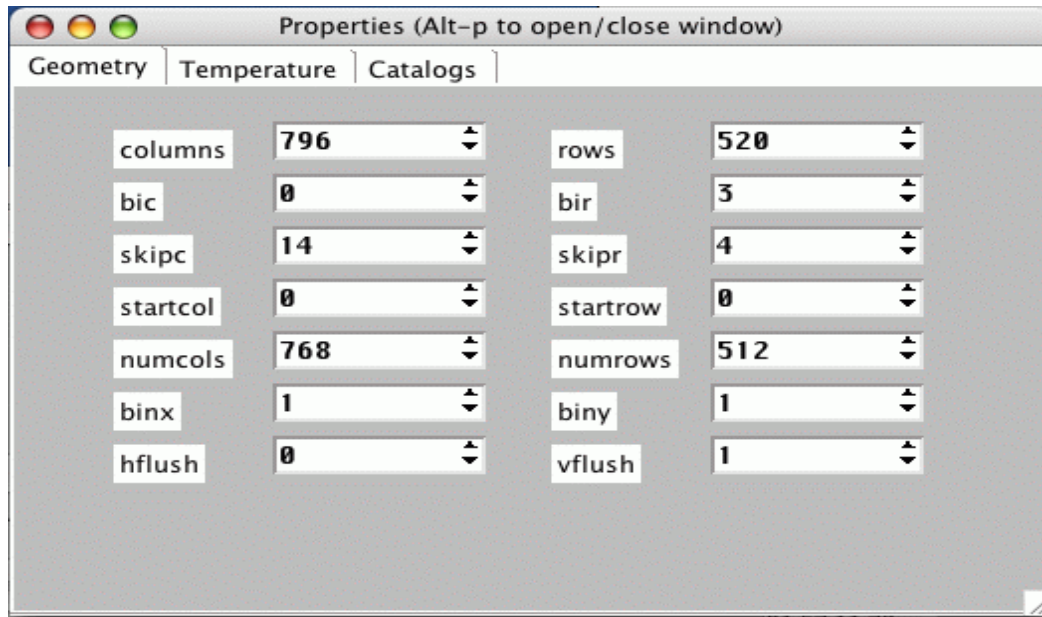 Properties (Alt-p to open/close window)
Geometry Temperature Catalogs
columns 796 rows 520
bic 0 bir 3
skipc 14 skipr 4
startcol 0 startrow 0
numcols 768 numrows 512
binx 1 biny 1
hflush 0 vflush 1